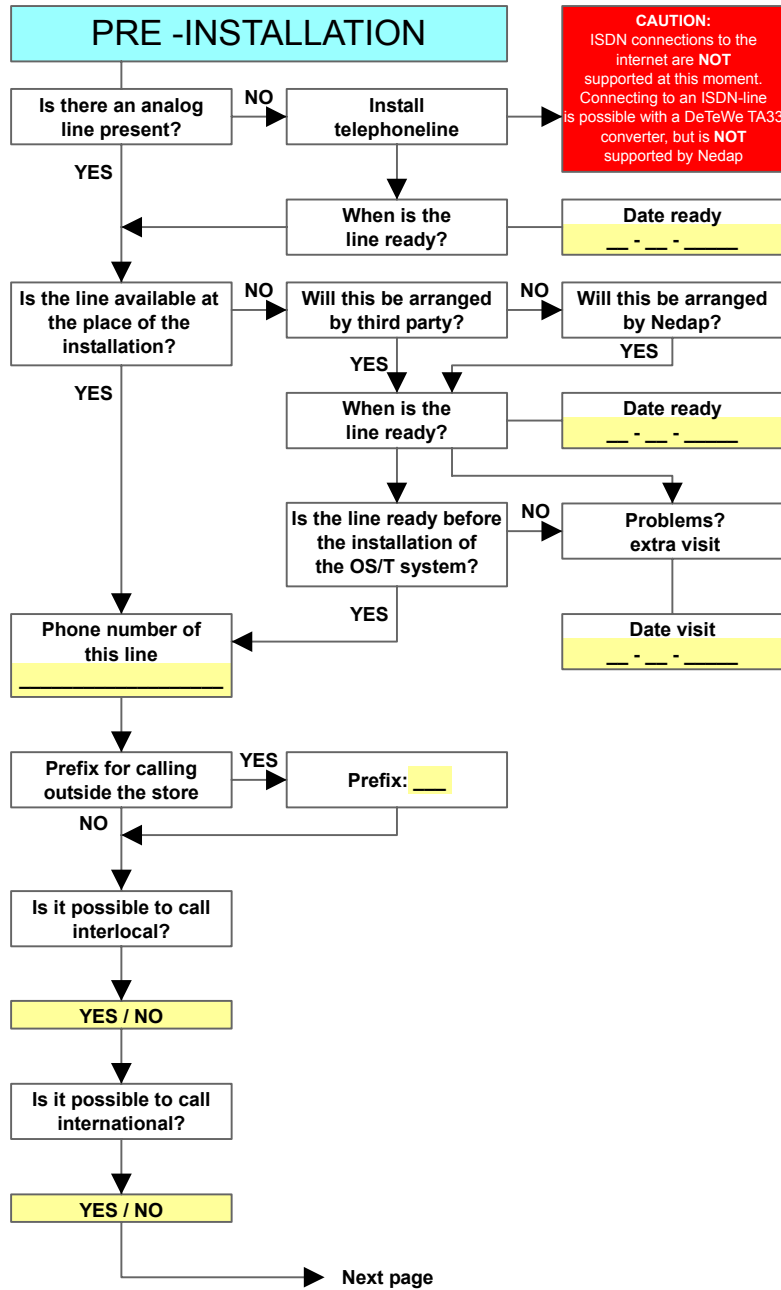 PRE -INSTALLATION
CAUTION:
ISDN connections to the
internet are NOT
supported at this moment.
Connecting to an ISDN-line
is possible with a DeTeWe TA33
converter, but is NOT
supported by Nedap
Is there an analog
line present?
NO
Install
telephoneline
YES
When is the
line ready?
Date ready
__ - __ - _____
Is the line available at
the place of the
installation?
NO
Will this be arranged
by third party?
NO
Will this be arranged
by Nedap?
YES
YES
YES
When is the
line ready?
Date ready
__ - __ - _____
Is the line ready before
the installation of
the OS/T system?
NO
Problems?
extra visit
YES
Phone number of
this line
___________________
Date visit
__ - __ - _____
Prefix for calling
outside the store
YES
Prefix: ___
NO
Is it possible to call
interlocal?
YES / NO
Is it possible to call
international?
YES / NO
Next page